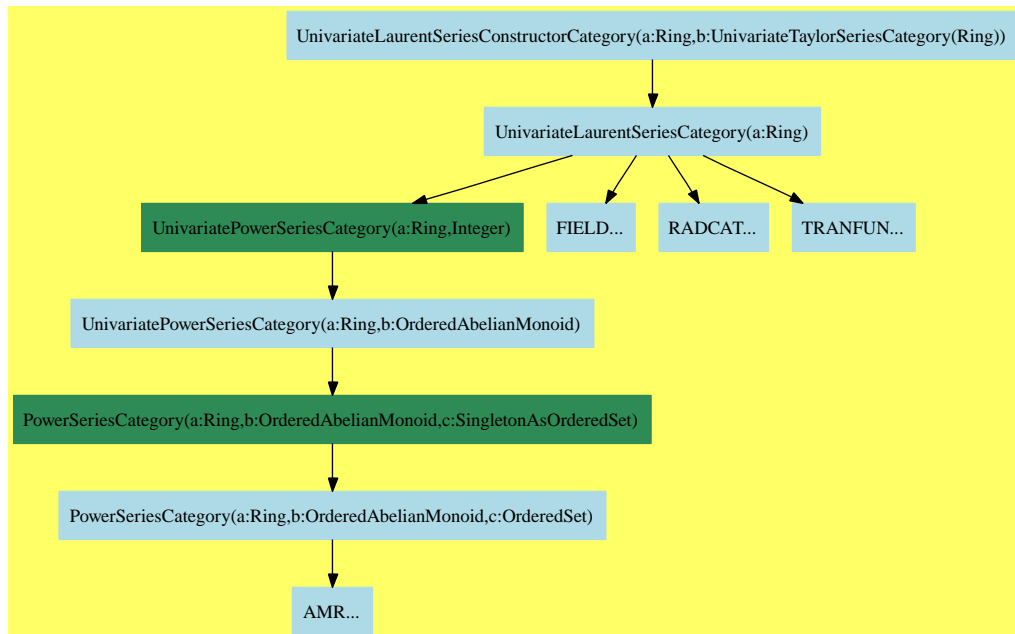 UnivariateLaurentSeriesConstructorCategory(a:Ring,b:UnivariateTaylorSeriesCategory(Ring))
UnivariateLaurentSeriesCategory(a:Ring)
UnivariatePowerSeriesCategory(a:Ring,Integer)
FIELD...
RADCAT...
TRANFUN...
UnivariatePowerSeriesCategory(a:Ring,b:OrderedAbelianMonoid)
PowerSeriesCategory(a:Ring,b:OrderedAbelianMonoid,c:SingletonAsOrderedSet)
PowerSeriesCategory(a:Ring,b:OrderedAbelianMonoid,c:OrderedSet)
AMR...